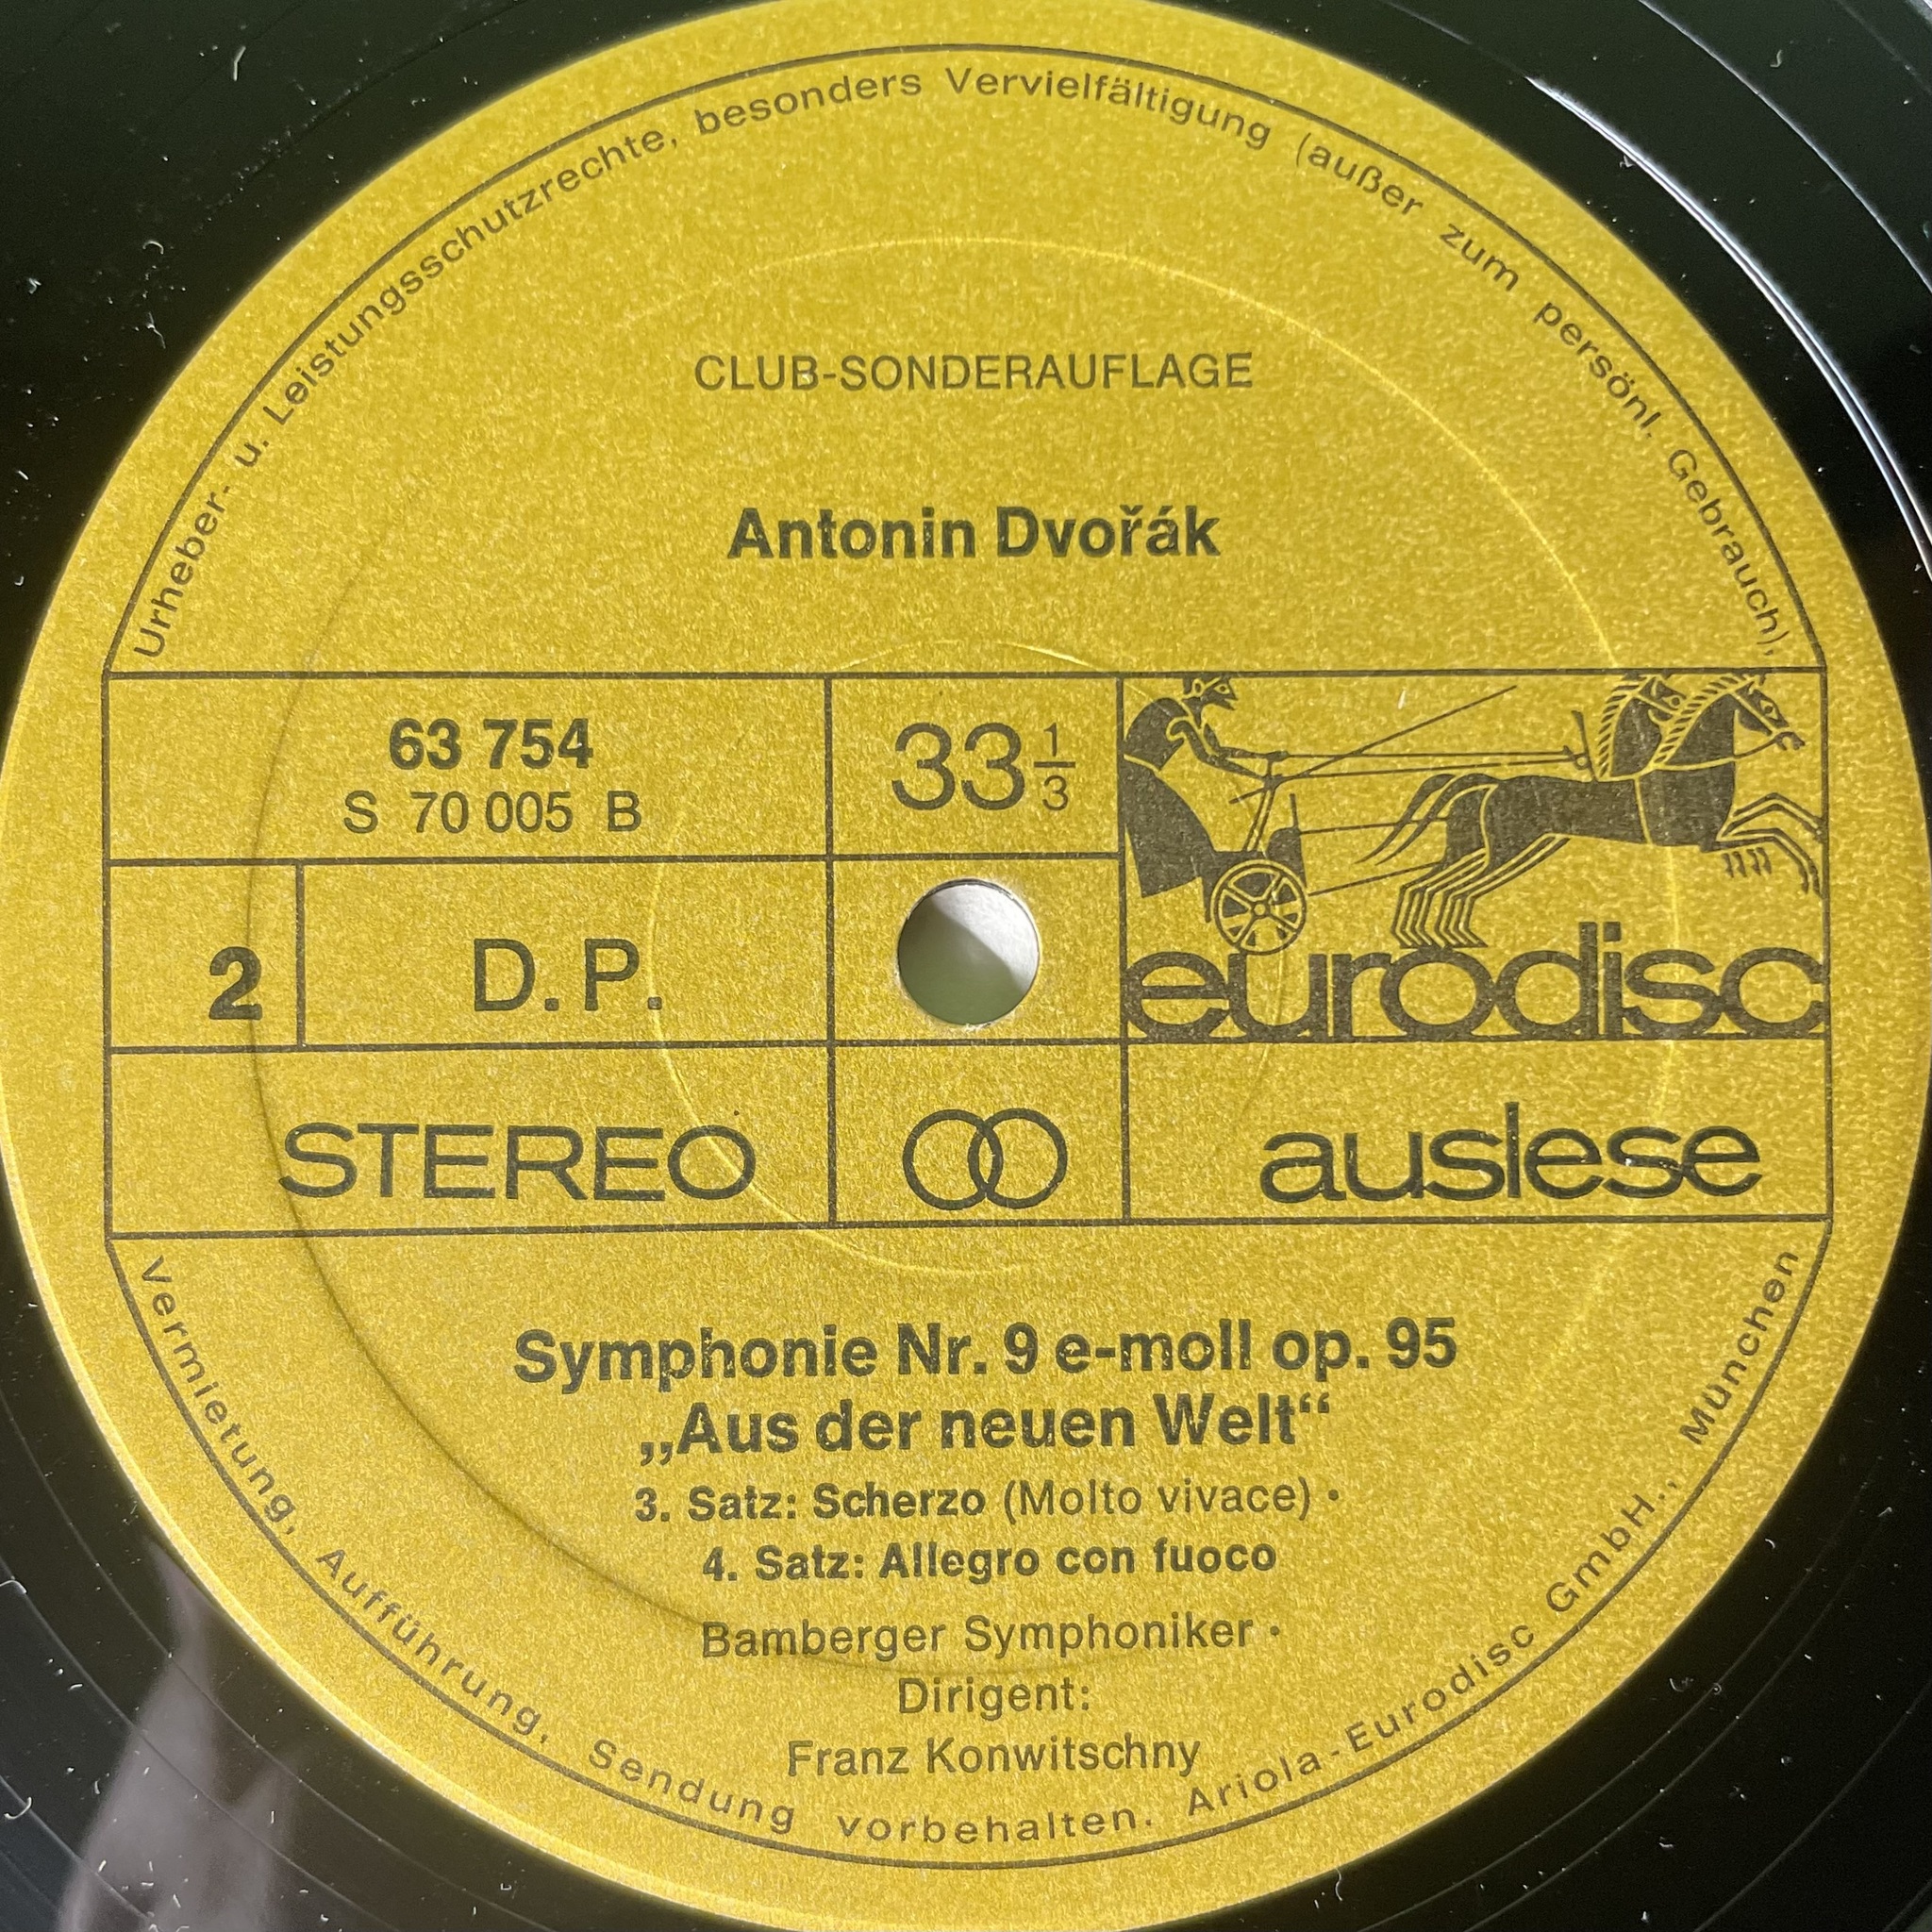 Urheber- u. Leistungsschutzrechte, besonders Vervielfältigung (außer zum persönl. Gebrauch),
CLUB-SONDERAUFLAGE
Antonin Dvořák
63 754
S 70 005 B
33 1/3
2
D. P.
eurodisc
STEREO
auslese
Symphonie Nr. 9 e-moll op. 95
„Aus der neuen Welt“
3. Satz: Scherzo (Molto vivace) •
4. Satz: Allegro con fuoco
Bamberger Symphoniker •
Dirigent:
Franz Konwitschny
Vermietung, Aufführung, Sendung vorbehalten. Ariola-Eurodisc GmbH., München